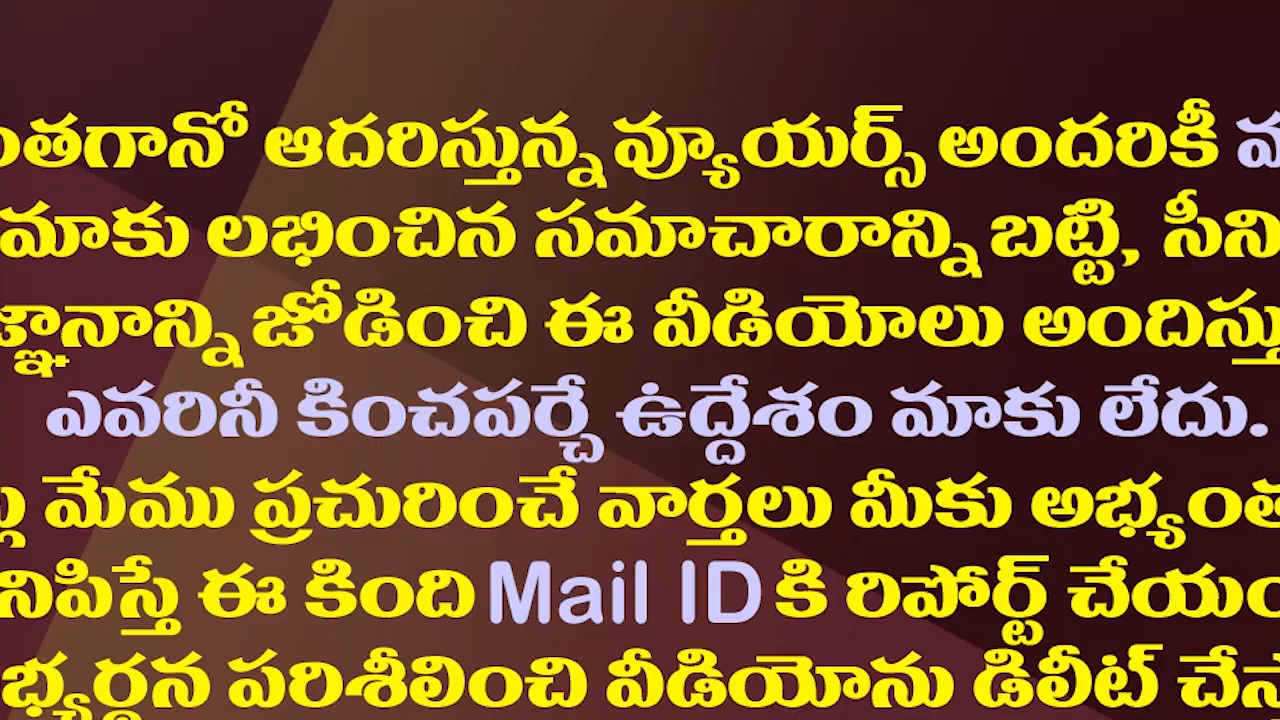 ంతగానో ఆదరిస్తున్న వ్యూయర్స్ అందరికీ
మాకు లభించిన సమాచారాన్ని బట్టి, సీని
జ్ఞానాన్ని జోడించి ఈ వీడియోలు అందిస్తు
ఎవరినీ కించపర్చే ఉద్దేశం మాకు లేదు.
మేము ప్రచురించే వార్తలు మీకు అభ్యంత
నిపిస్తే ఈ కింది Mail ID కి రిపోర్ట్ చేయం
భ్యర్థన పరిశీలించి వీడియోను డిలీట్ చేస